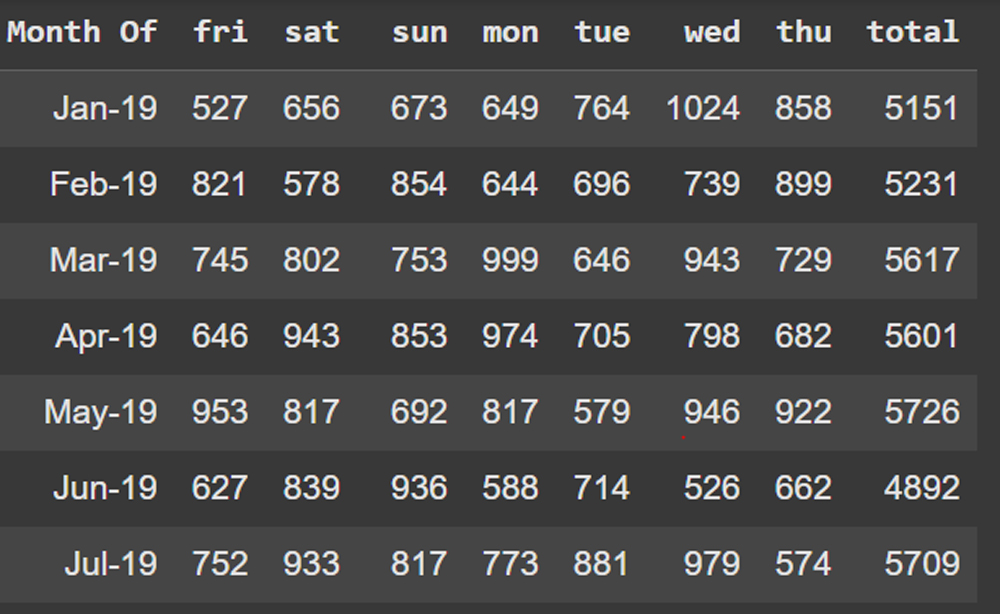 Month Of fri sat sun mon tue wed thu total
Jan-19 527 656 673 649 764 1024 858 5151
Feb-19 821 578 854 644 696 739 899 5231
Mar-19 745 802 753 999 646 943 729 5617
Apr-19 646 943 853 974 705 798 682 5601
May-19 953 817 692 817 579 946 922 5726
Jun-19 627 839 936 588 714 526 662 4892
Jul-19 752 933 817 773 881 979 574 5709